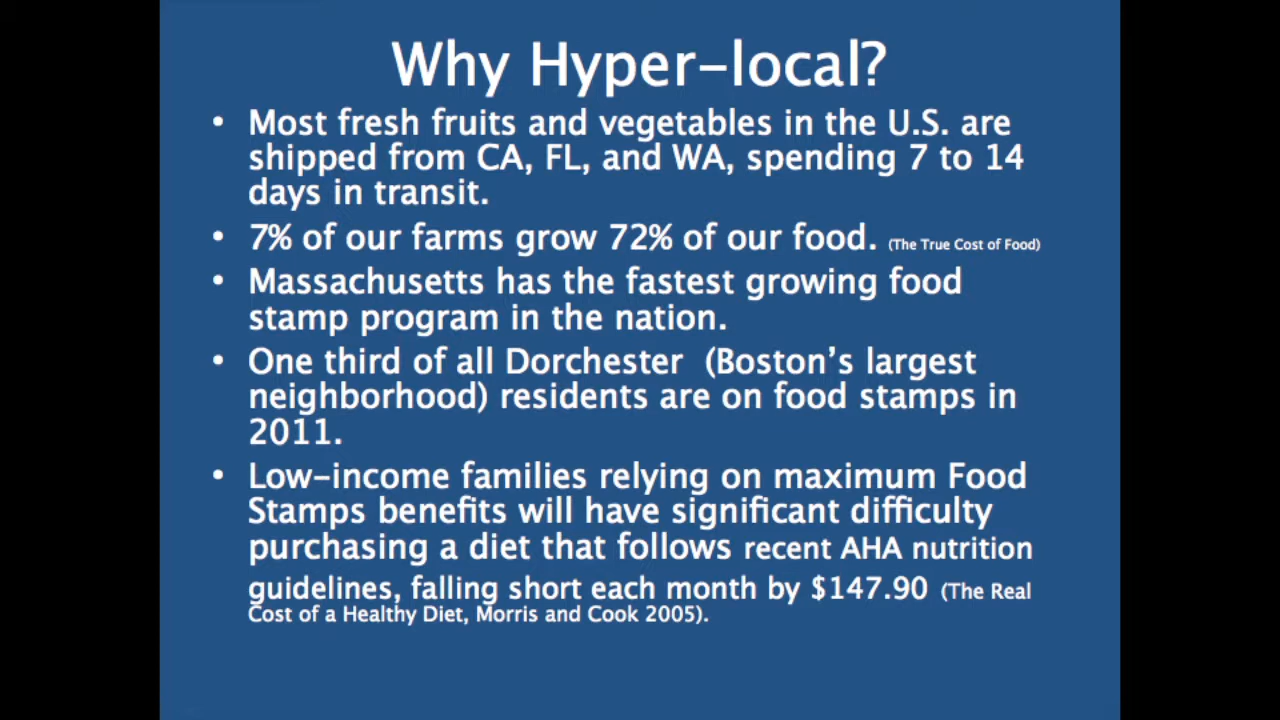 Why Hyper-local?
• Most fresh fruits and vegetables in the U.S. are
shipped from CA, FL, and WA, spending 7 to 14
days in transit.
• 7% of our farms grow 72% of our food. (The True Cost of Food)
• Massachusetts has the fastest growing food
stamp program in the nation.
• One third of all Dorchester  (Boston’s largest
neighborhood) residents are on food stamps in
2011.
• Low-income families relying on maximum Food
Stamps benefits will have significant difficulty
purchasing a diet that follows recent AHA nutrition
guidelines, falling short each month by $147.90 (The Real
Cost of a Healthy Diet, Morris and Cook 2005).